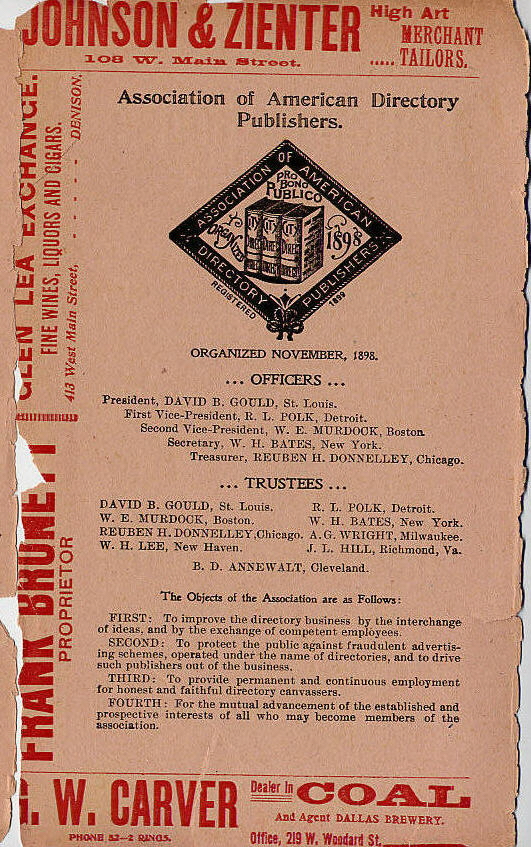 JOHNSON & ZIENTER
108 W. Main Street.
High Art
MERCHANT
..... TAILORS.
GLEN LEA EXCHANGE.
FINE WINES, LIQUORS AND CIGARS.
413 West Main Street, . . . . . . DENISON.
FRANK BRUNETT
PROPRIETOR
Association of American Directory
Publishers.
ASSOCIATION OF AMERICAN
DIRECTORY PUBLISHERS.
PRO
BONO
PUBLICO
ORGANIZED
1898
CITY CITY CITY
REGISTERED
1899
ORGANIZED NOVEMBER, 1898.
... OFFICERS ...
President, DAVID B. GOULD, St. Louis.
First Vice-President, R. L. POLK, Detroit.
Second Vice-President, W. E. MURDOCK, Boston.
Secretary, W. H. BATES, New York.
Treasurer, REUBEN H. DONNELLEY, Chicago.
... TRUSTEES ...
DAVID B. GOULD, St. Louis. R. L. POLK, Detroit.
W. E. MURDOCK, Boston. W. H. BATES, New York.
REUBEN H. DONNELLEY, Chicago. A. G. WRIGHT, Milwaukee.
W. H. LEE, New Haven. J. L. HILL, Richmond, Va.
B. D. ANNEWALT, Cleveland.
The Objects of the Association are as Follows:
FIRST: To improve the directory business by the interchange
of ideas, and by the exchange of competent employees.
SECOND: To protect the public against fraudulent advertis-
ing schemes, operated under the name of directories, and to drive
such publishers out of the business.
THIRD: To provide permanent and continuous employment
for honest and faithful directory canvassers.
FOURTH: For the mutual advancement of the established and
prospective interests of all who may become members of the
association.
G. W. CARVER
PHONE 52-2 RINGS.
Dealer In COAL
And Agent DALLAS BREWERY.
Office, 219 W. Woodard St.